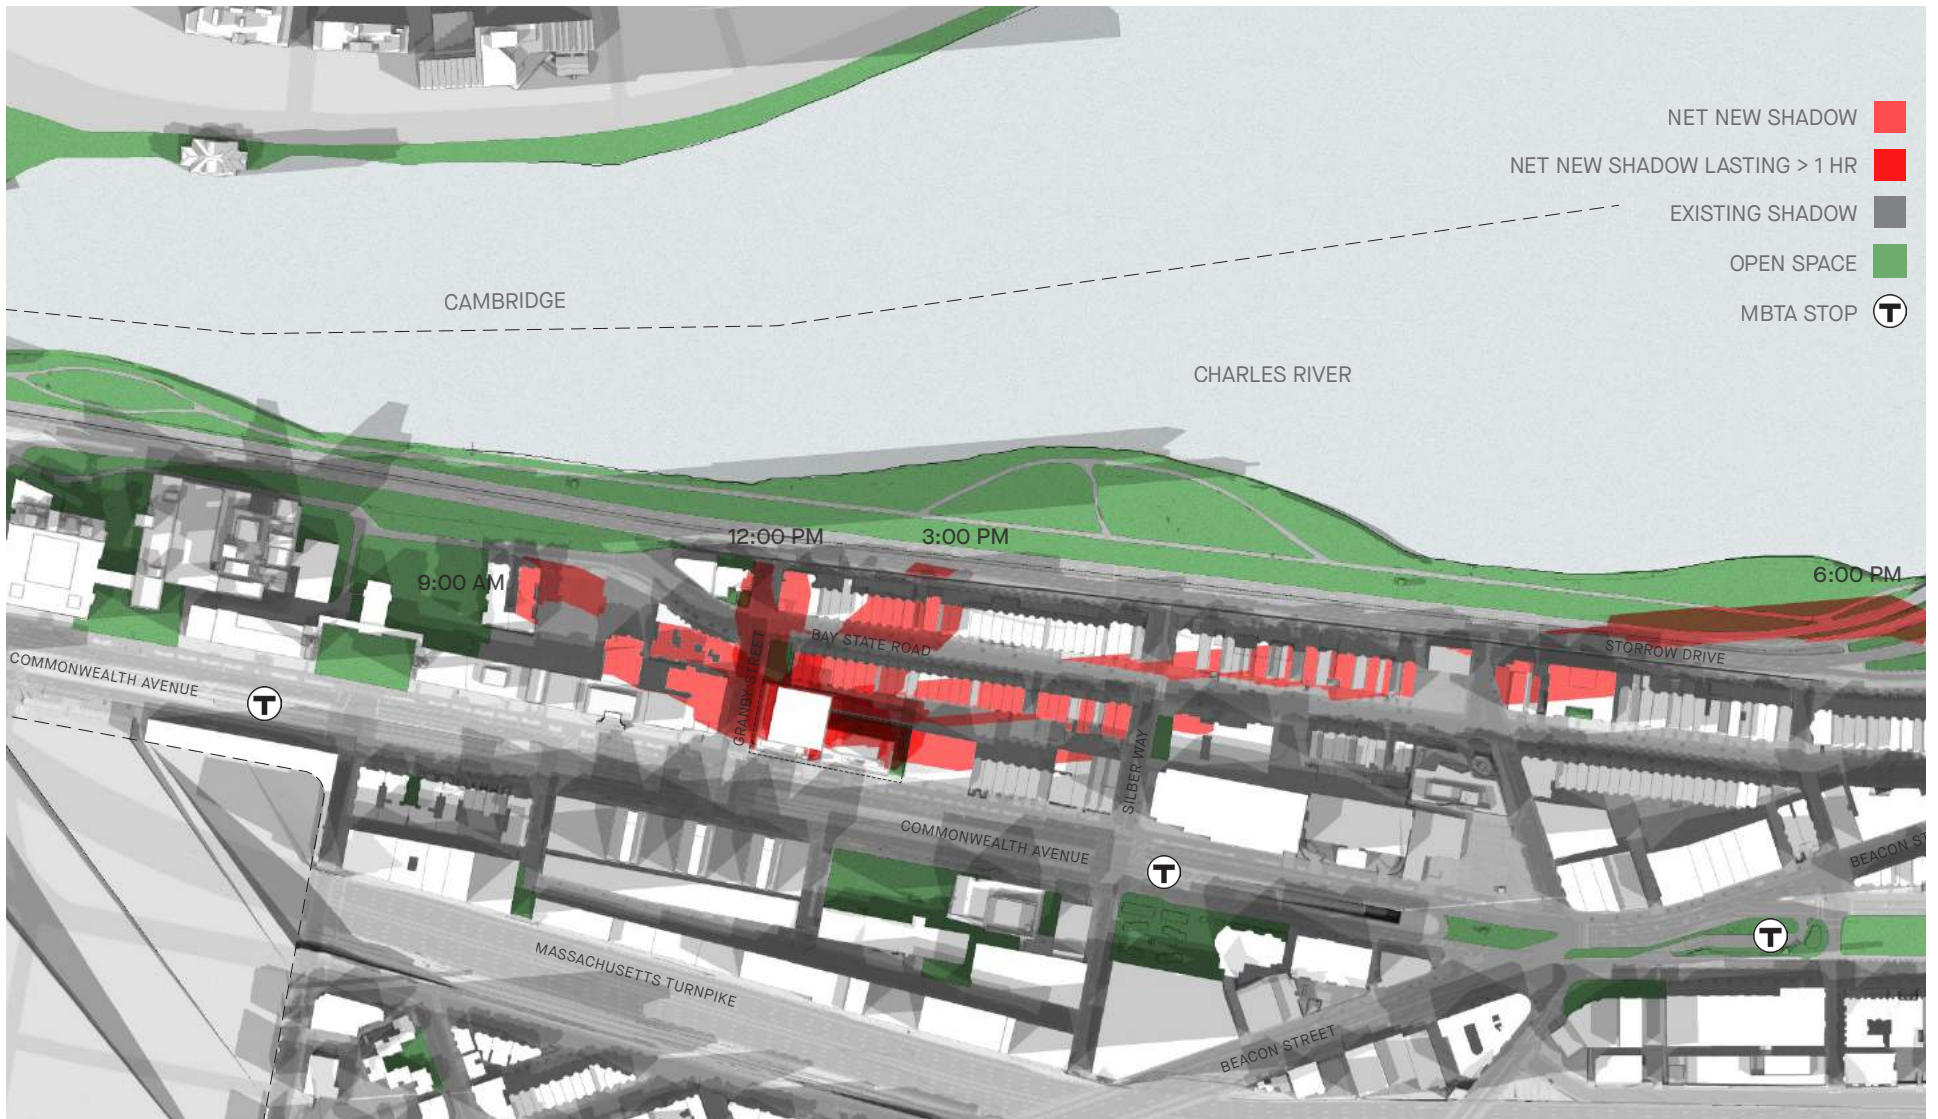 NET NEW SHADOW
NET NEW SHADOW LASTING > 1 HR
EXISTING SHADOW
OPEN SPACE
MBTA STOP T
CAMBRIDGE
CHARLES RIVER
12:00 PM
3:00 PM
9:00 AM
6:00 PM
BAY STATE ROAD
STORROW DRIVE
COMMONWEALTH AVENUE
T
GRANBY STREET
SILBER WAY
COMMONWEALTH AVENUE
BEACON ST
T
T
MASSACHUSETTS TURNPIKE
BEACON STREET